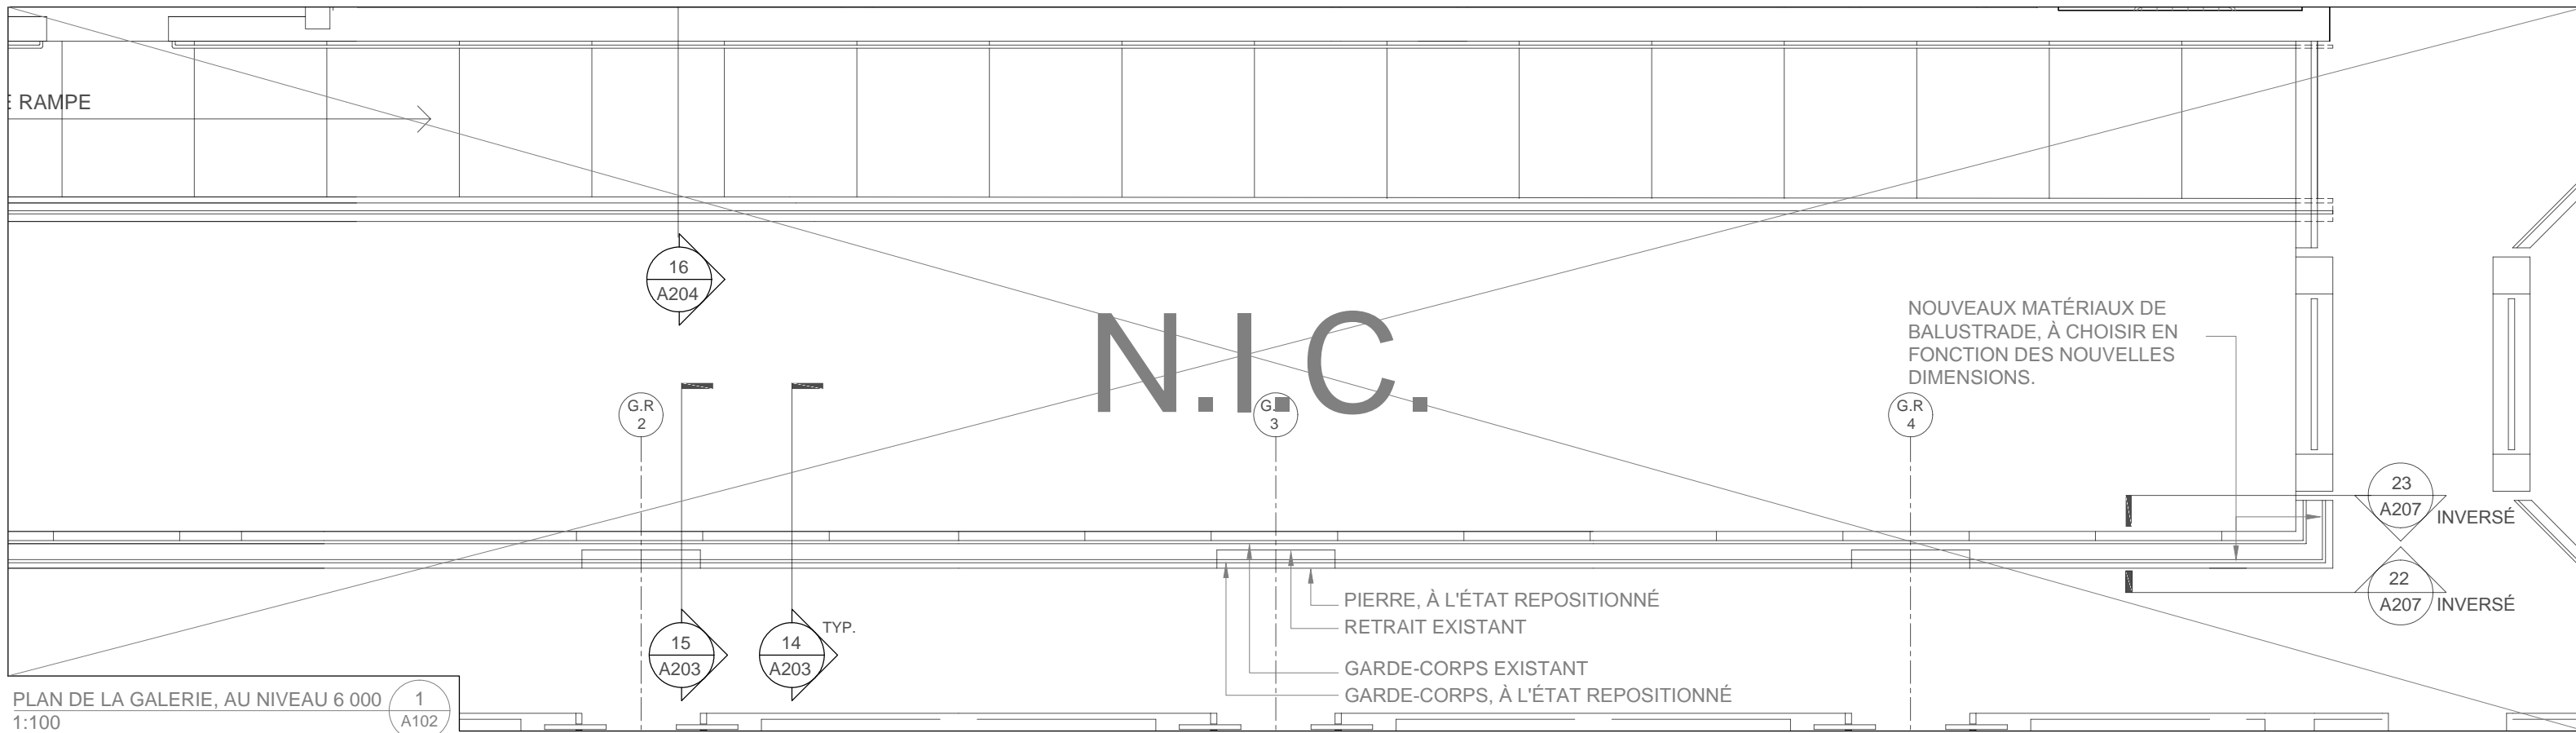 RAMPE
16
A204
N.I.C.
NOUVEAUX MATÉRIAUX DE
BALUSTRADE, À CHOISIR EN
FONCTION DES NOUVELLES
DIMENSIONS.
G.R
2
G.
3
G.R
4
23
A207
INVERSÉ
22
A207
INVERSÉ
PIERRE, À L'ÉTAT REPOSITIONNÉ
RETRAIT EXISTANT
GARDE-CORPS EXISTANT
GARDE-CORPS, À L'ÉTAT REPOSITIONNÉ
15
A203
14
A203
TYP.
PLAN DE LA GALERIE, AU NIVEAU 6 000
1:100
1
A102